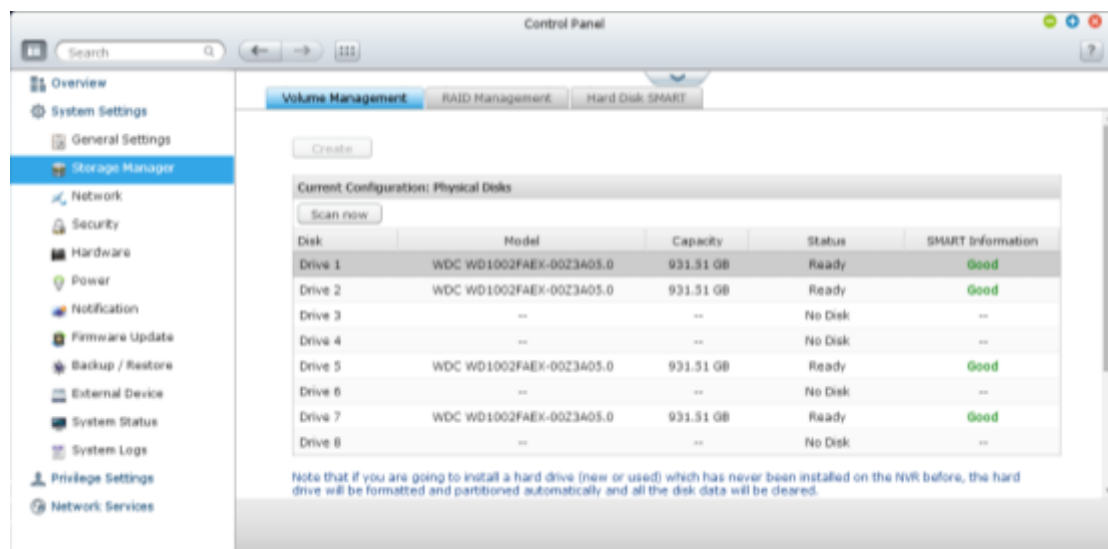 Control Panel
Search
?
Overview
System Settings
General Settings
Storage Manager
Network
Security
Hardware
Power
Notification
Firmware Update
Backup / Restore
External Device
System Status
System Logs
Privilege Settings
Network Services
Volume Management RAID Management Hard Disk SMART
Create
Current Configuration: Physical Disks
Scan now
Disk Model Capacity Status SMART Information
Drive 1 WDC WD1002FAEX-00Z3A05.0 931.51 GB Ready Good
Drive 2 WDC WD1002FAEX-00Z3A05.0 931.51 GB Ready Good
Drive 3 -- -- No Disk --
Drive 4 -- -- No Disk --
Drive 5 WDC WD1002FAEX-00Z3A05.0 931.51 GB Ready Good
Drive 6 -- -- No Disk --
Drive 7 WDC WD1002FAEX-00Z3A05.0 931.51 GB Ready Good
Drive 8 -- -- No Disk --
Note that if you are going to install a hard drive (new or used) which has never been installed on the NVR before, the hard
drive will be formatted and partitioned automatically and all the disk data will be cleared.